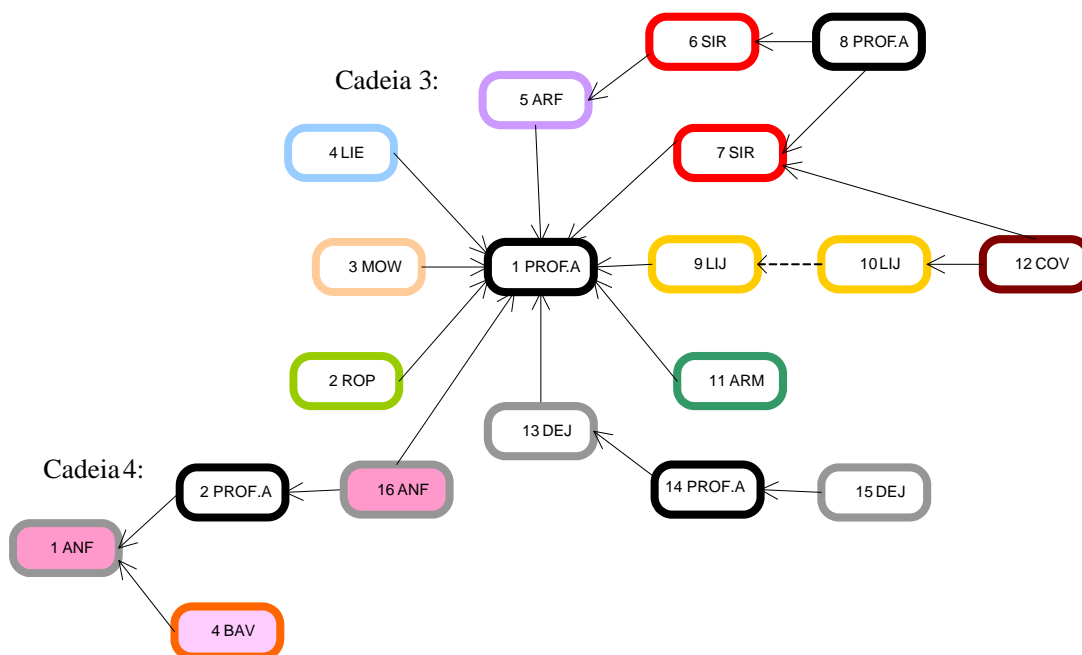 6 SIR
8 PROF.A
Cadeia 3:
5 ARF
4 LIE
7 SIR
3 MOW
1 PROF.A
9 LIJ
10 LIJ
12 COV
2 ROP
11 ARM
13 DEJ
Cadeia 4:
2 PROF.A
16 ANF
14 PROF.A
15 DEJ
1 ANF
4 BAV